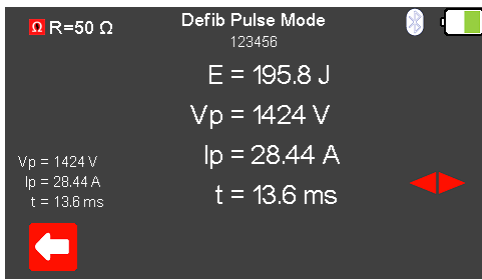 Ω R=50 Ω
Defib Pulse Mode
123456
E = 195.8 J
Vp = 1424 V
Ip = 28.44 A
t = 13.6 ms
Vp = 1424 V
Ip = 28.44 A
t = 13.6 ms